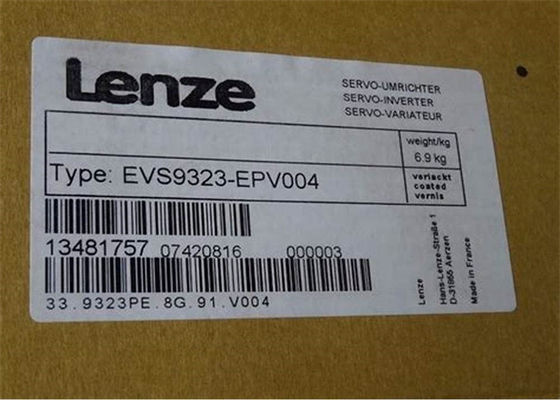 Lenze
SERVO-UMRICHTER
SERVO-INVERTER
SERVO-VARIATEUR
weight/kg
6.9 kg
Type: EVS9323-EPV004
verlackt
coated
vernis
13481757 07420816 000003
33.9323PE.8G.91.V004
Lenze
Hans-Lenze-Straße 1
D-31855 Aerzen
Made in France